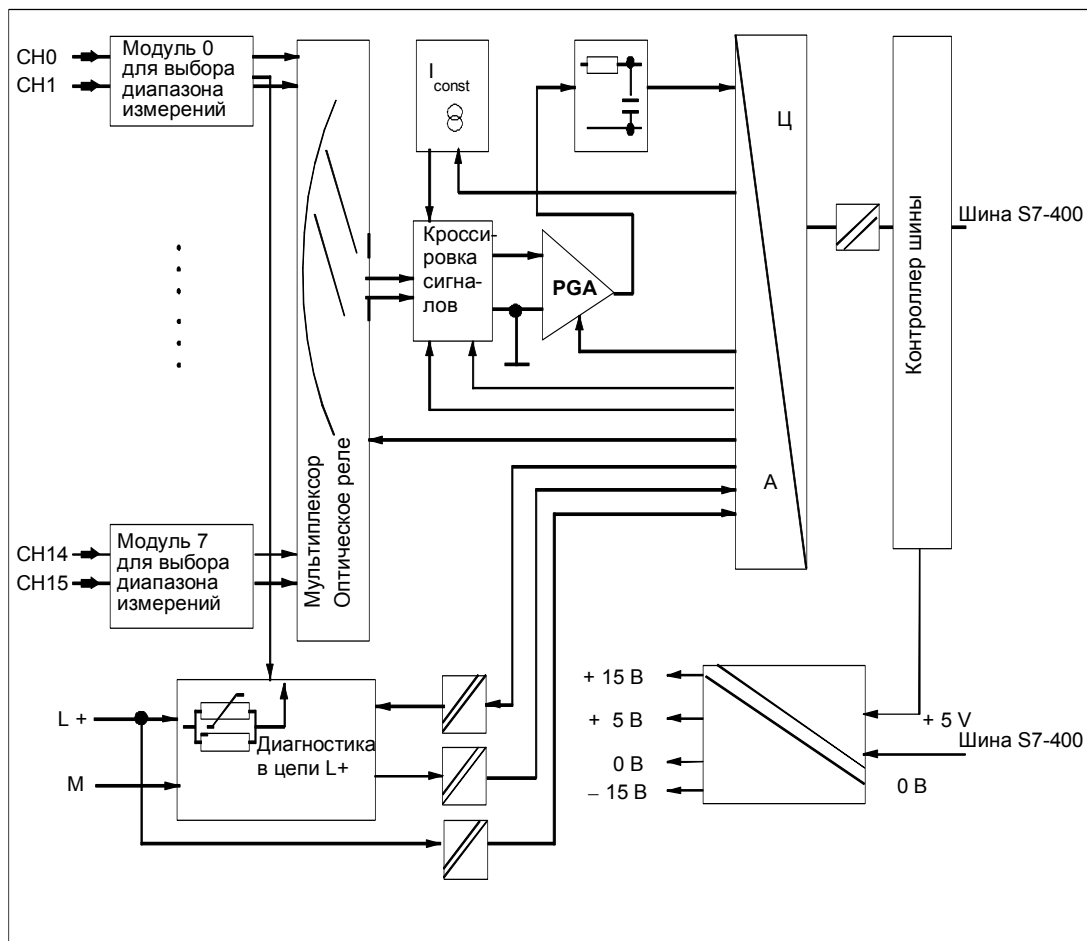 CH0
CH1
Модуль 0
для выбора
диапазона
измерений
I const
Ц
Шина S7-400
Кросси-
ровка
сигна-
лов
PGA
Контроллер шины
Мультиплексор
Оптическое реле
А
CH14
CH15
Модуль 7
для выбора
диапазона
измерений
L +
M
Диагностика
в цепи L+
+ 15 В
+ 5 В
0 В
– 15 В
+ 5 V
Шина S7-400
0 В